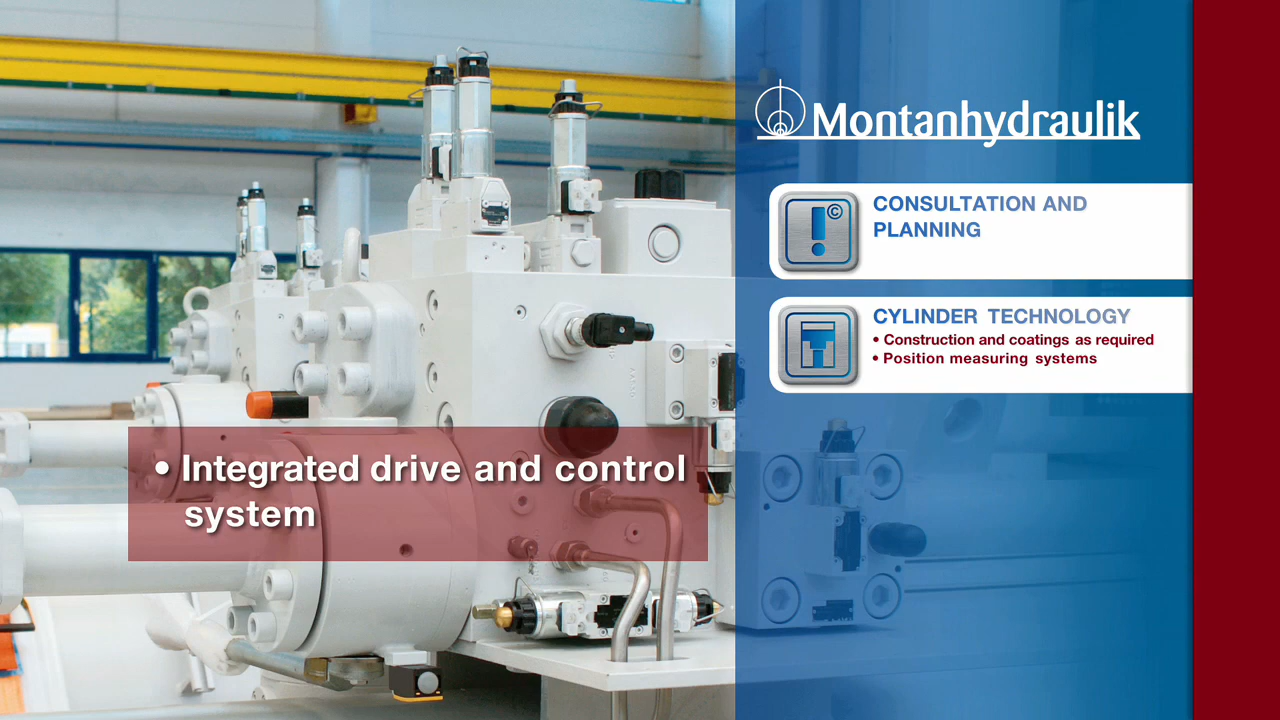 Montanhydraulik
©
CONSULTATION AND
PLANNING
CYLINDER TECHNOLOGY
• Construction and coatings as required
• Position measuring systems
• Integrated drive and control
system